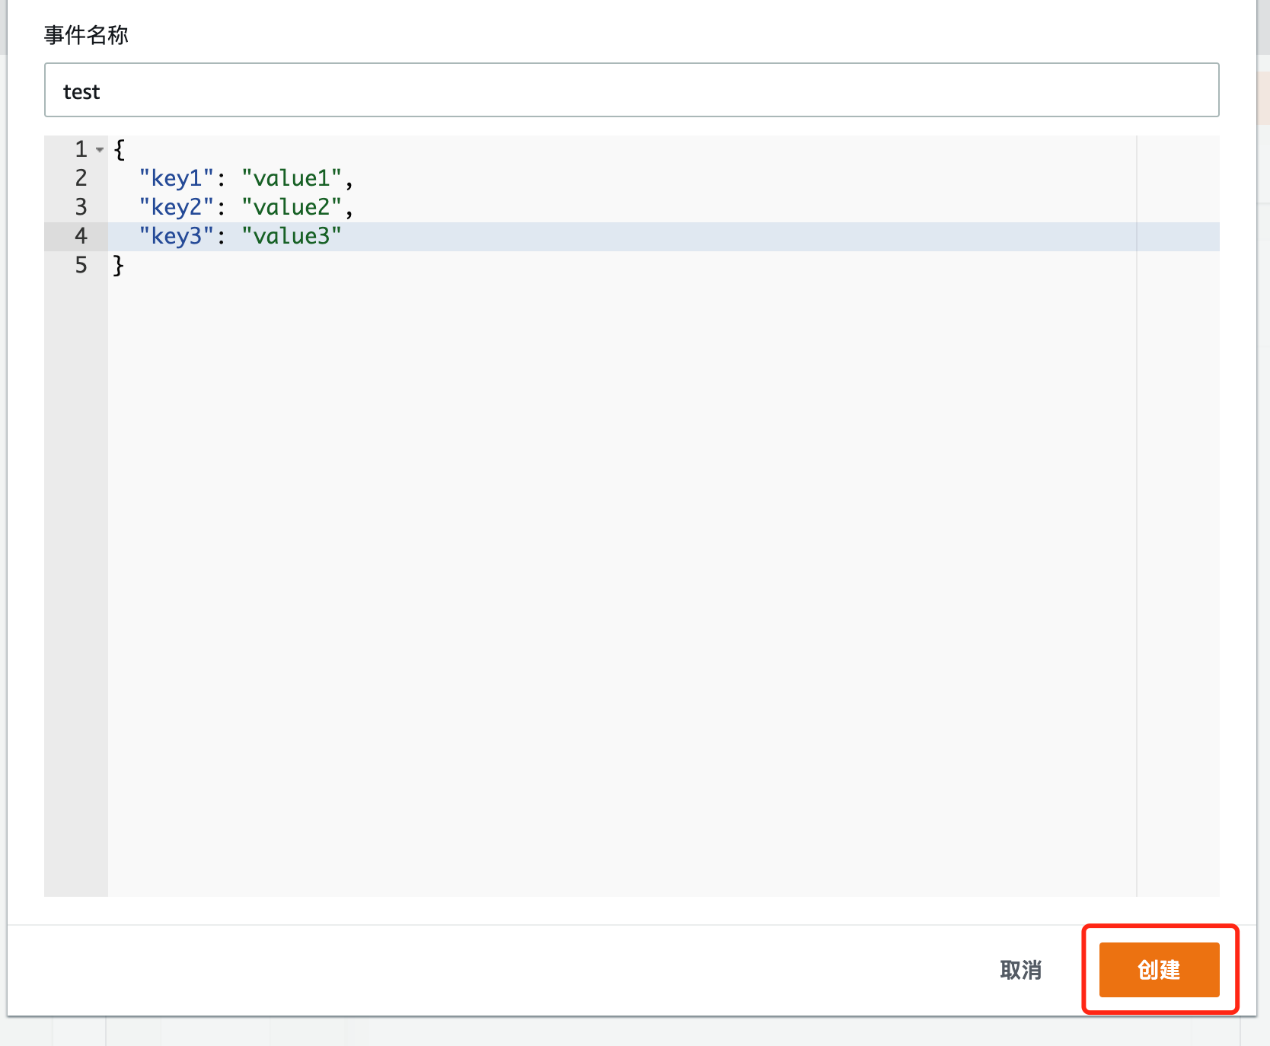 事件名称
test
1 {
2 "key1": "value1",
3 "key2": "value2",
4 "key3": "value3"
5 }
取消 创建